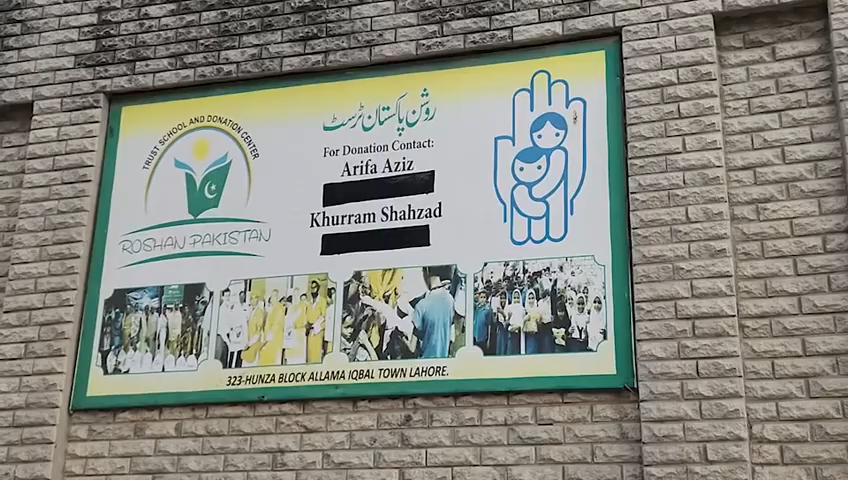 TRUST SCHOOL AND DONATION CENTER
ROSHAN PAKISTAN
روشن پاکستان ٹرسٹ
For Donation Contact:
Arifa Aziz
Khurram Shahzad
323-HUNZA BLOCK ALLAMA IQBAL TOWN LAHORE.